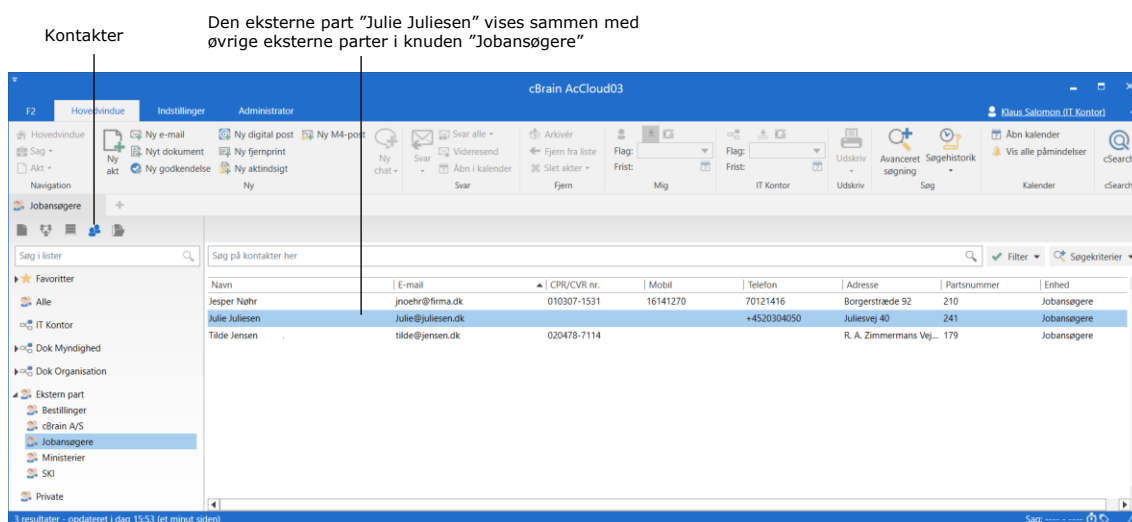 Den eksterne part ”Julie Juliesen” vises sammen med
øvrige eksterne parter i knuden ”Jobansøgere”
Kontakter
cBrain AcCloud03
F2 Hovedvindue Indstillinger Administrator Klaus Salomon (IT Kontor)
Hovedvindue Ny e-mail Ny digital post Ny M4-post Svar alle Arkivér Åbn kalender
Sag Nyt dokument Ny fjernprint Videresend Fjern fra liste Flag: Flag: Vis alle påmindelser
Akt Ny akt Ny godkendelse Ny aktindsigt Ny chat Svar Åbn i kalender Slet akter Frist: Frist: Udskriv Avanceret søgning Søgehistorik cSearch
Navigation Ny Svar Fjern Mig IT Kontor Udskriv Søg Kalender cSearch
Jobansøgere +
Søg i lister Søg på kontakter her Filter Søgekriterier
Favoritter
Navn E-mail CPR/CVR nr. Mobil Telefon Adresse Partsnummer Enhed
Alle
Jesper Nøhr jnoehr@firma.dk 010307-1531 16141270 70121416 Borgerstræde 92 210 Jobansøgere
IT Kontor
Julie Juliesen Julie@juliesen.dk +4520304050 Juliesvej 40 241 Jobansøgere
Tilde Jensen tilde@jensen.dk 020478-7114 R. A. Zimmermans Vej... 179 Jobansøgere
Dok Myndighed
Dok Organisation
Ekstern part
Bestillinger
cBrain A/S
Jobansøgere
Ministerier
SKI
Private
3 resultater - opdateret i dag 15:53 (et minut siden) Sag: ---- - ----